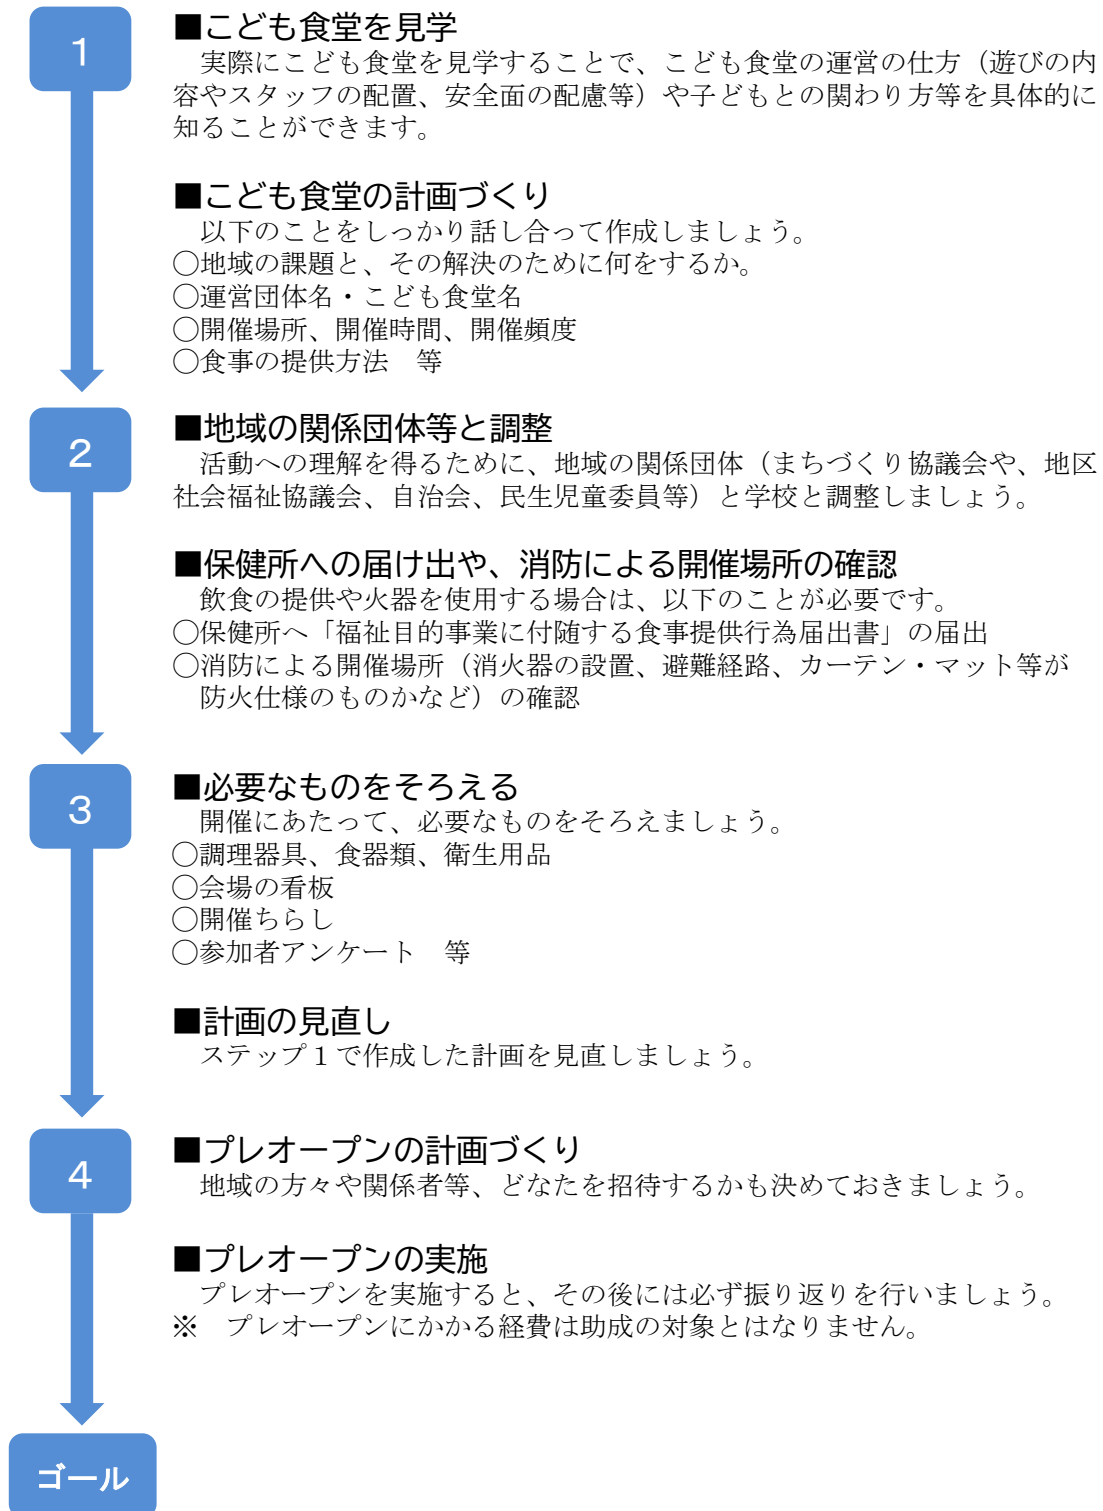 1
■こども食堂を見学
　実際にこども食堂を見学することで、こども食堂の運営の仕方（遊びの内
容やスタッフの配置、安全面の配慮等）や子どもとの関わり方等を具体的に
知ることができます。
■こども食堂の計画づくり
　以下のことをしっかり話し合って作成しましょう。
○地域の課題と、その解決のために何をするか。
○運営団体名・こども食堂名
○開催場所、開催時間、開催頻度
○食事の提供方法　等
2
■地域の関係団体等と調整
　活動への理解を得るために、地域の関係団体（まちづくり協議会や、地区
社会福祉協議会、自治会、民生児童委員等）と学校と調整しましょう。
■保健所への届け出や、消防による開催場所の確認
　飲食の提供や火器を使用する場合は、以下のことが必要です。
○保健所へ「福祉目的事業に付随する食事提供行為届出書」の届出
○消防による開催場所（消火器の設置、避難経路、カーテン・マット等が
　防火仕様のものかなど）の確認
3
■必要なものをそろえる
　開催にあたって、必要なものをそろえましょう。
○調理器具、食器類、衛生用品
○会場の看板
○開催ちらし
○参加者アンケート　等
■計画の見直し
　ステップ１で作成した計画を見直しましょう。
4
■プレオープンの計画づくり
　地域の方々や関係者等、どなたを招待するかも決めておきましょう。
■プレオープンの実施
　プレオープンを実施すると、その後には必ず振り返りを行いましょう。
※　プレオープンにかかる経費は助成の対象とはなりません。
ゴール